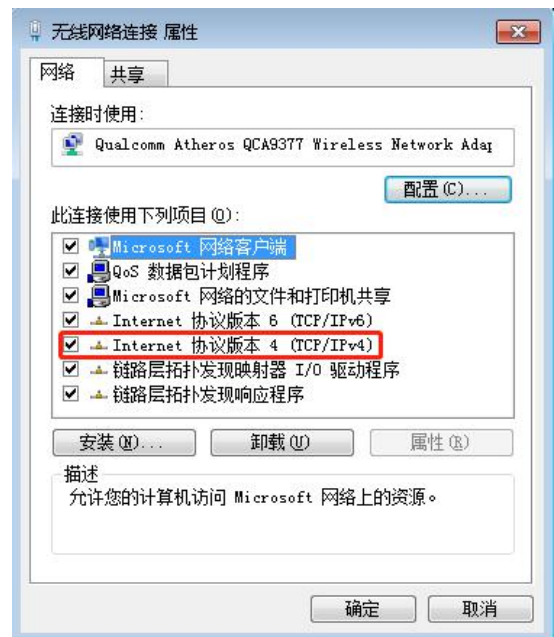 无线网络连接 属性
网络
共享
连接时使用:
Qualcomm Atheros QCA9377 Wireless Network Adap
配置(C)...
此连接使用下列项目(O):
Microsoft 网络客户端
QoS 数据包计划程序
Microsoft 网络的文件和打印机共享
Internet 协议版本 6 (TCP/IPv6)
Internet 协议版本 4 (TCP/IPv4)
链路层拓扑发现映射器 I/O 驱动程序
链路层拓扑发现响应程序
安装(N)...
卸载(U)
属性(R)
描述
允许您的计算机访问 Microsoft 网络上的资源。
确定
取消